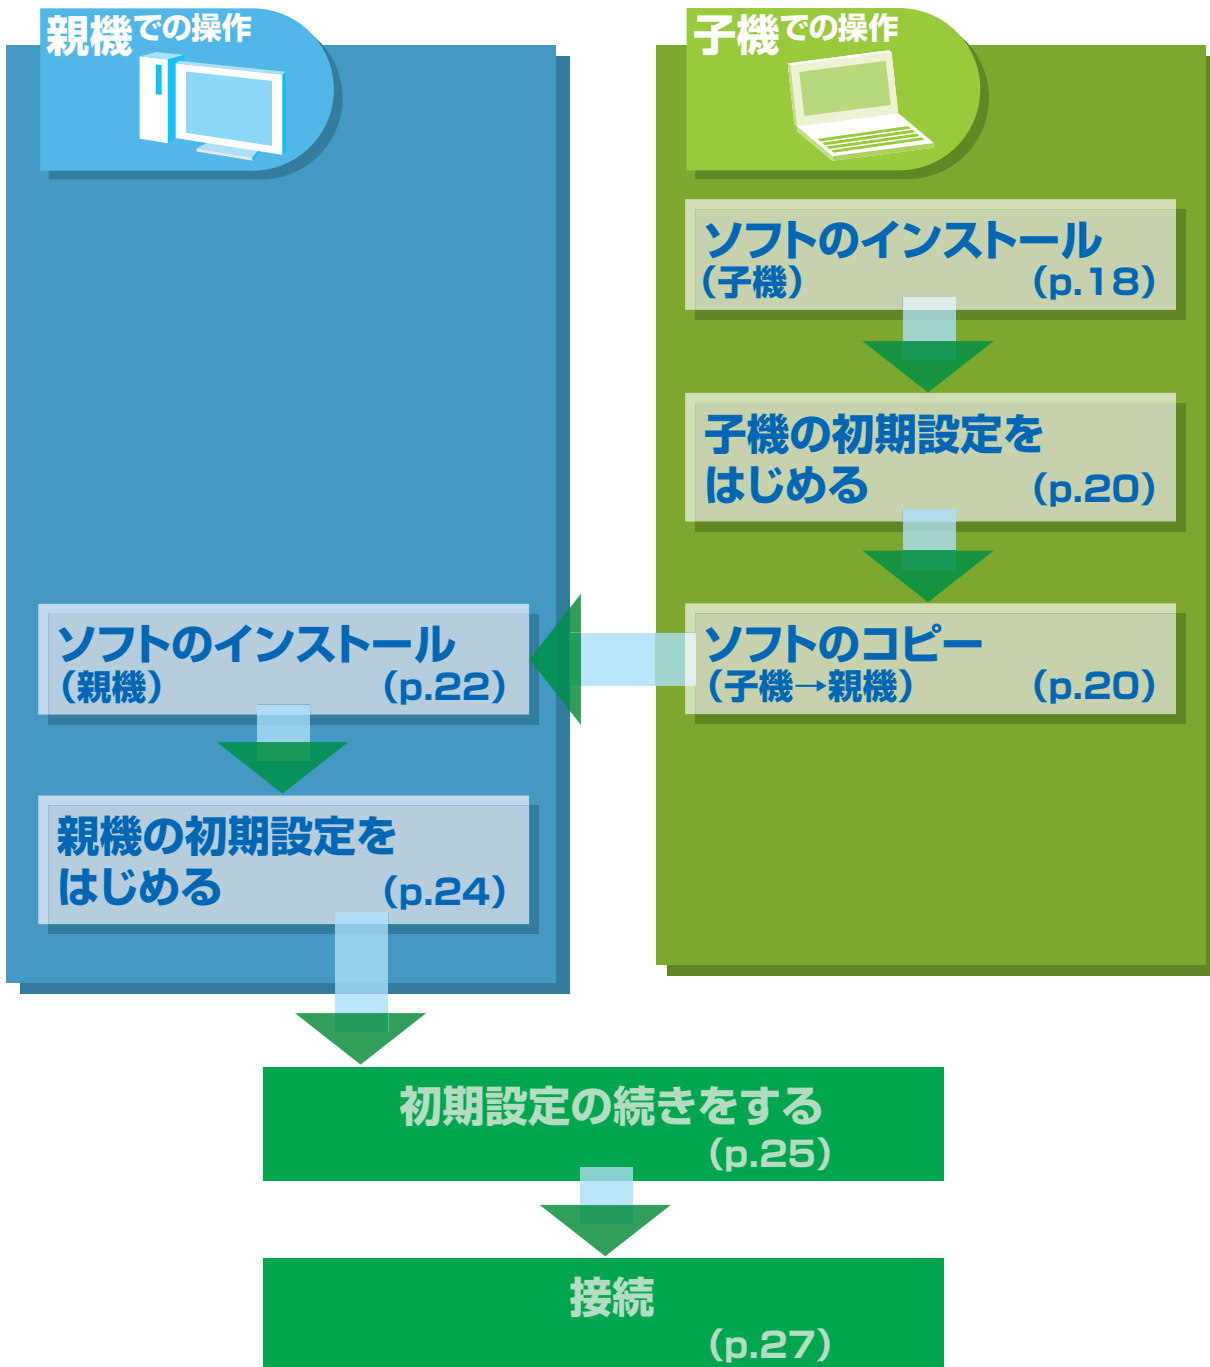 親機での操作
子機での操作
ソフトのインストール
（子機） （p.18）
子機の初期設定を
はじめる （p.20）
ソフトのコピー
（子機→親機） （p.20）
ソフトのインストール
（親機） （p.22）
親機の初期設定を
はじめる （p.24）
初期設定の続きをする
（p.25）
接続
（p.27）